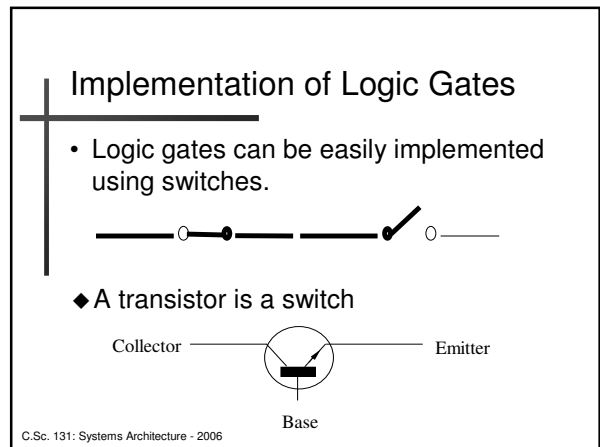 Implementation of Logic Gates
• Logic gates can be easily implemented
using switches.
◆ A transistor is a switch
Collector
Emitter
Base
C.Sc. 131: Systems Architecture - 2006